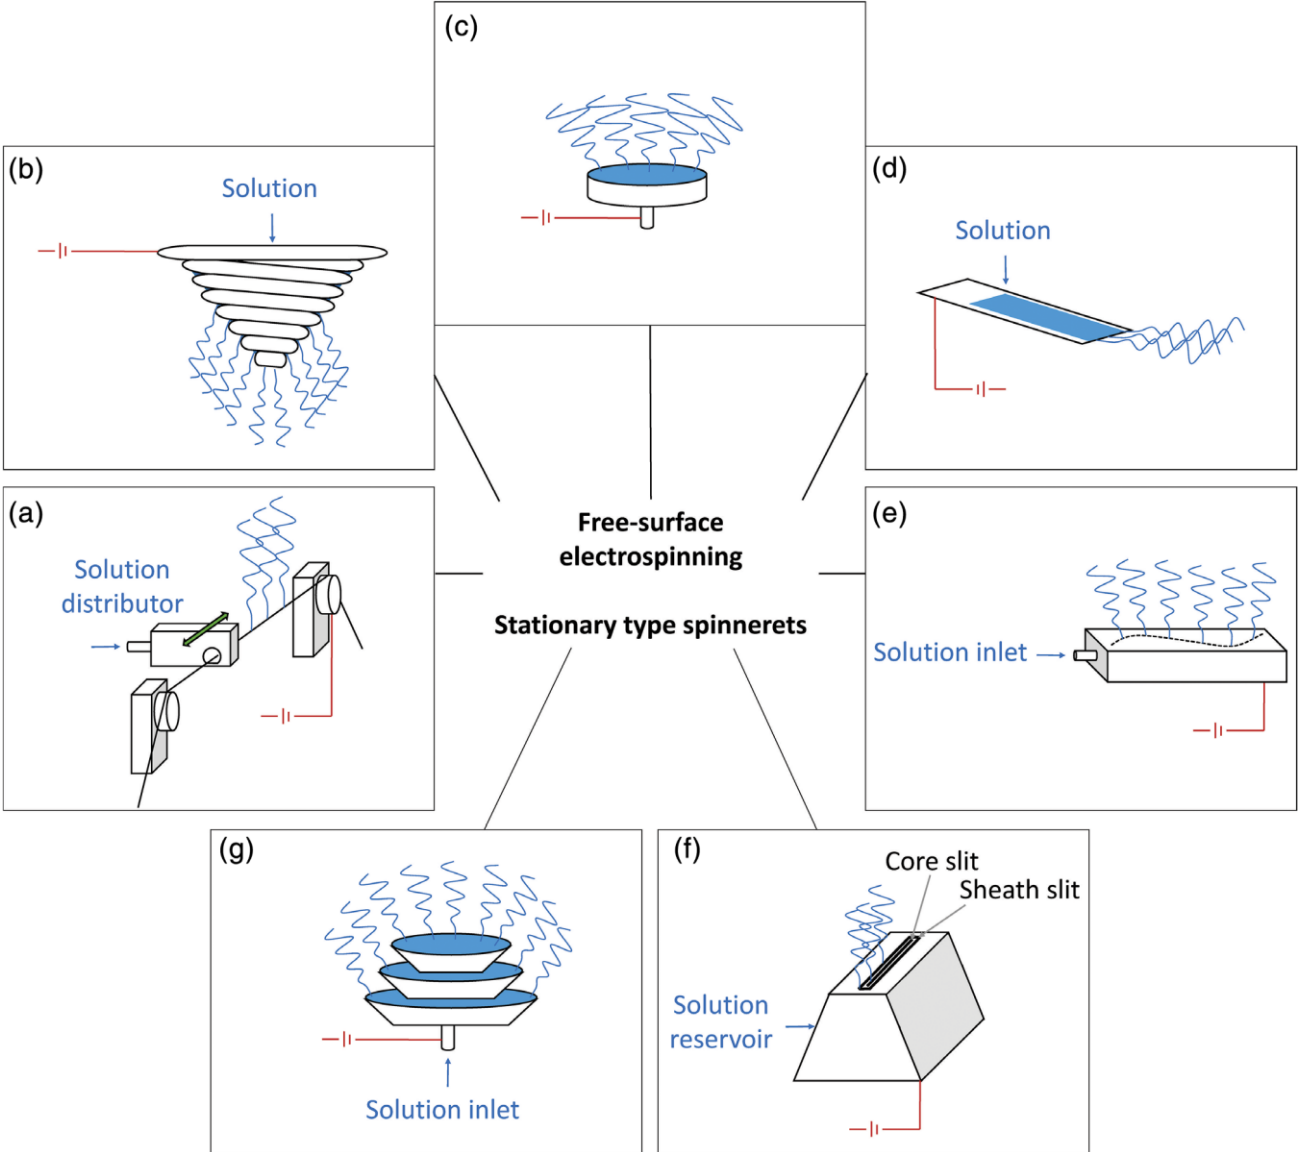 (c)
(b)
Solution
(d)
Solution
(a)
Solution
distributor
Free-surface
electrospinning
Stationary type spinnerets
(e)
Solution inlet
(g)
Solution inlet
(f)
Core slit
Sheath slit
Solution
reservoir